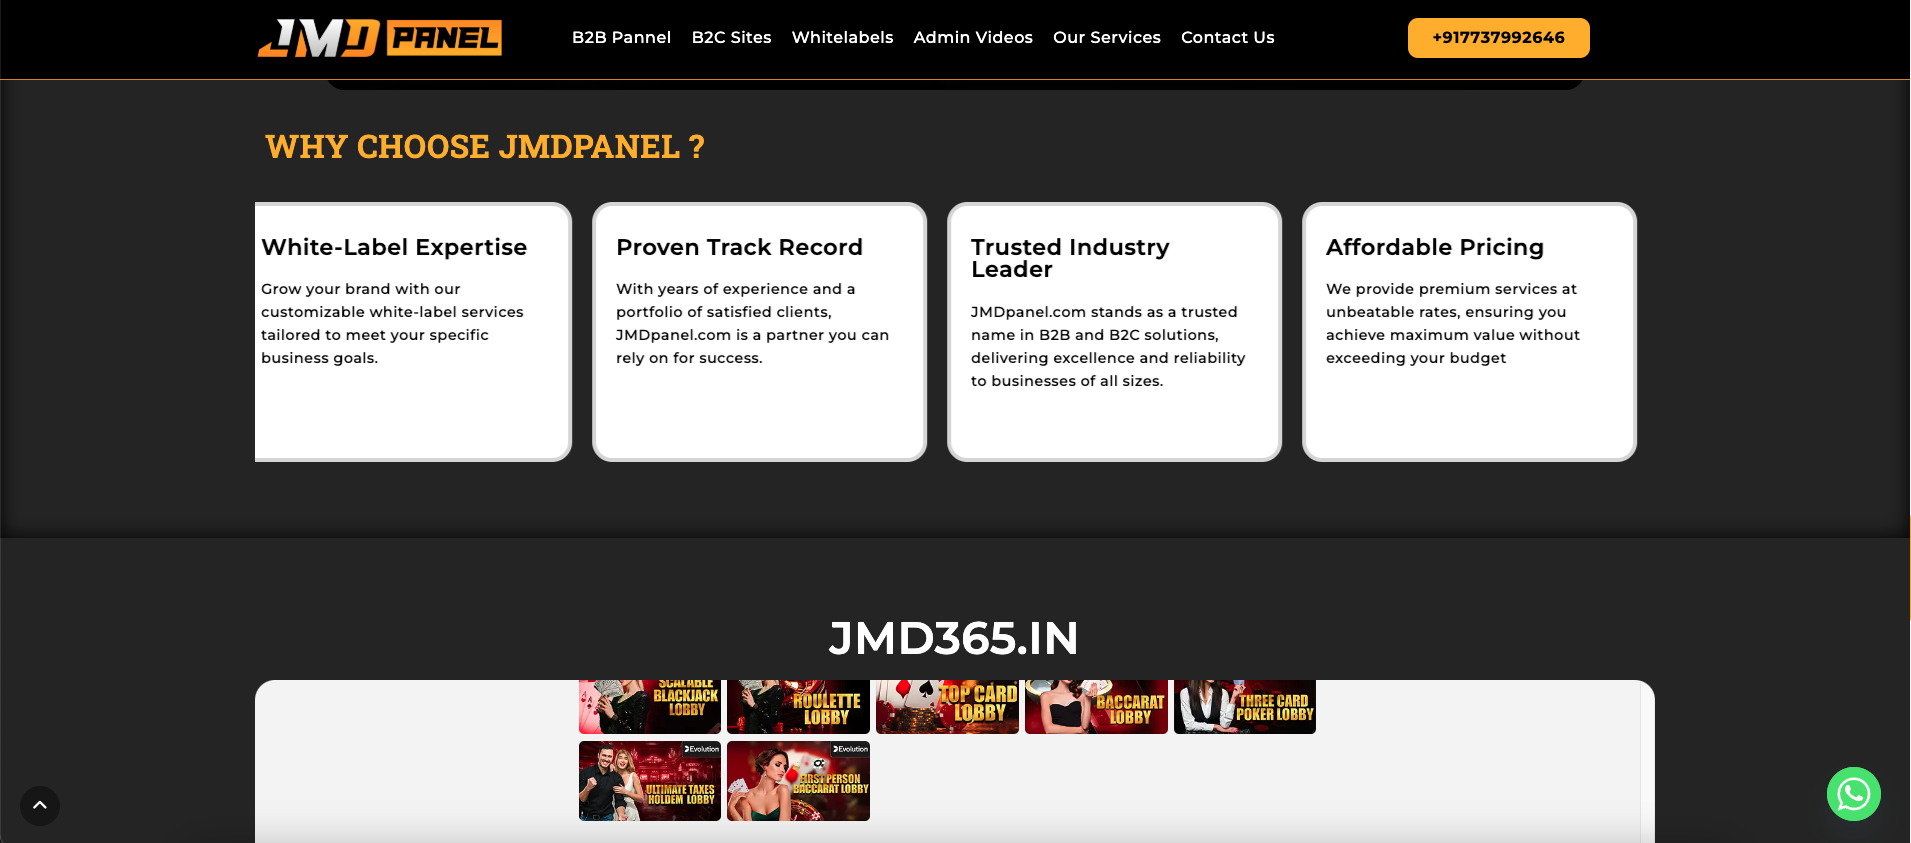 JMD PANEL
B2B Pannel
B2C Sites
Whitelabels
Admin Videos
Our Services
Contact Us
+917737992646
WHY CHOOSE JMDPANEL ?
White-Label Expertise
Grow your brand with our
customizable white-label services
tailored to meet your specific
business goals.
Proven Track Record
With years of experience and a
portfolio of satisfied clients,
JMDpanel.com is a partner you can
rely on for success.
Trusted Industry
Leader
JMDpanel.com stands as a trusted
name in B2B and B2C solutions,
delivering excellence and reliability
to businesses of all sizes.
Affordable Pricing
We provide premium services at
unbeatable rates, ensuring you
achieve maximum value without
exceeding your budget
JMD365.IN
SCALABLE
BLACKJACK
LOBBY
ROULETTE
LOBBY
TOP CARD
LOBBY
BACCARAT
LOBBY
THREE CARD
POKER LOBBY
Evolution
ULTIMATE TAXES
HOLDEM LOBBY
Evolution
FIRST PERSON
BACCARAT LOBBY